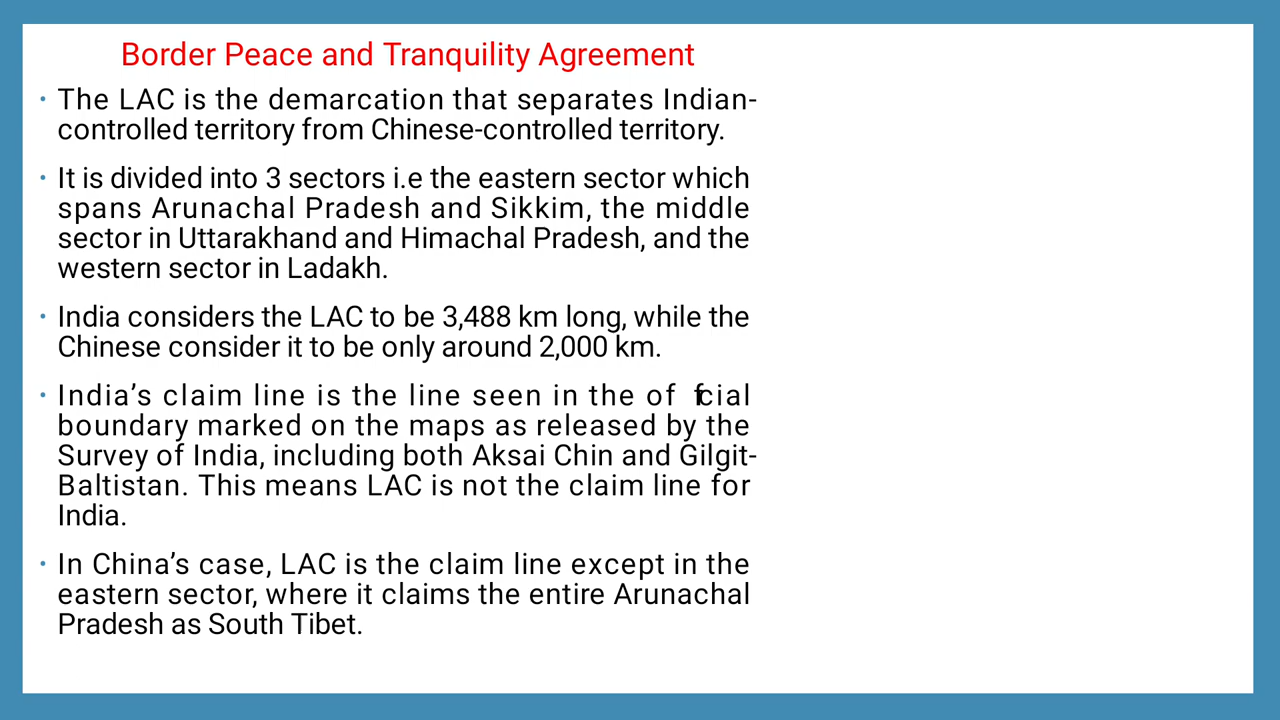 Border Peace and Tranquility Agreement
• The LAC is the demarcation that separates Indian-
controlled territory from Chinese-controlled territory.
• It is divided into 3 sectors i.e the eastern sector which
spans Arunachal Pradesh and Sikkim, the middle
sector in Uttarakhand and Himachal Pradesh, and the
western sector in Ladakh.
• India considers the LAC to be 3,488 km long, while the
Chinese consider it to be only around 2,000 km.
• India’s claim line is the line seen in the official
boundary marked on the maps as released by the
Survey of India, including both Aksai Chin and Gilgit-
Baltistan. This means LAC is not the claim line for
India.
• In China’s case, LAC is the claim line except in the
eastern sector, where it claims the entire Arunachal
Pradesh as South Tibet.